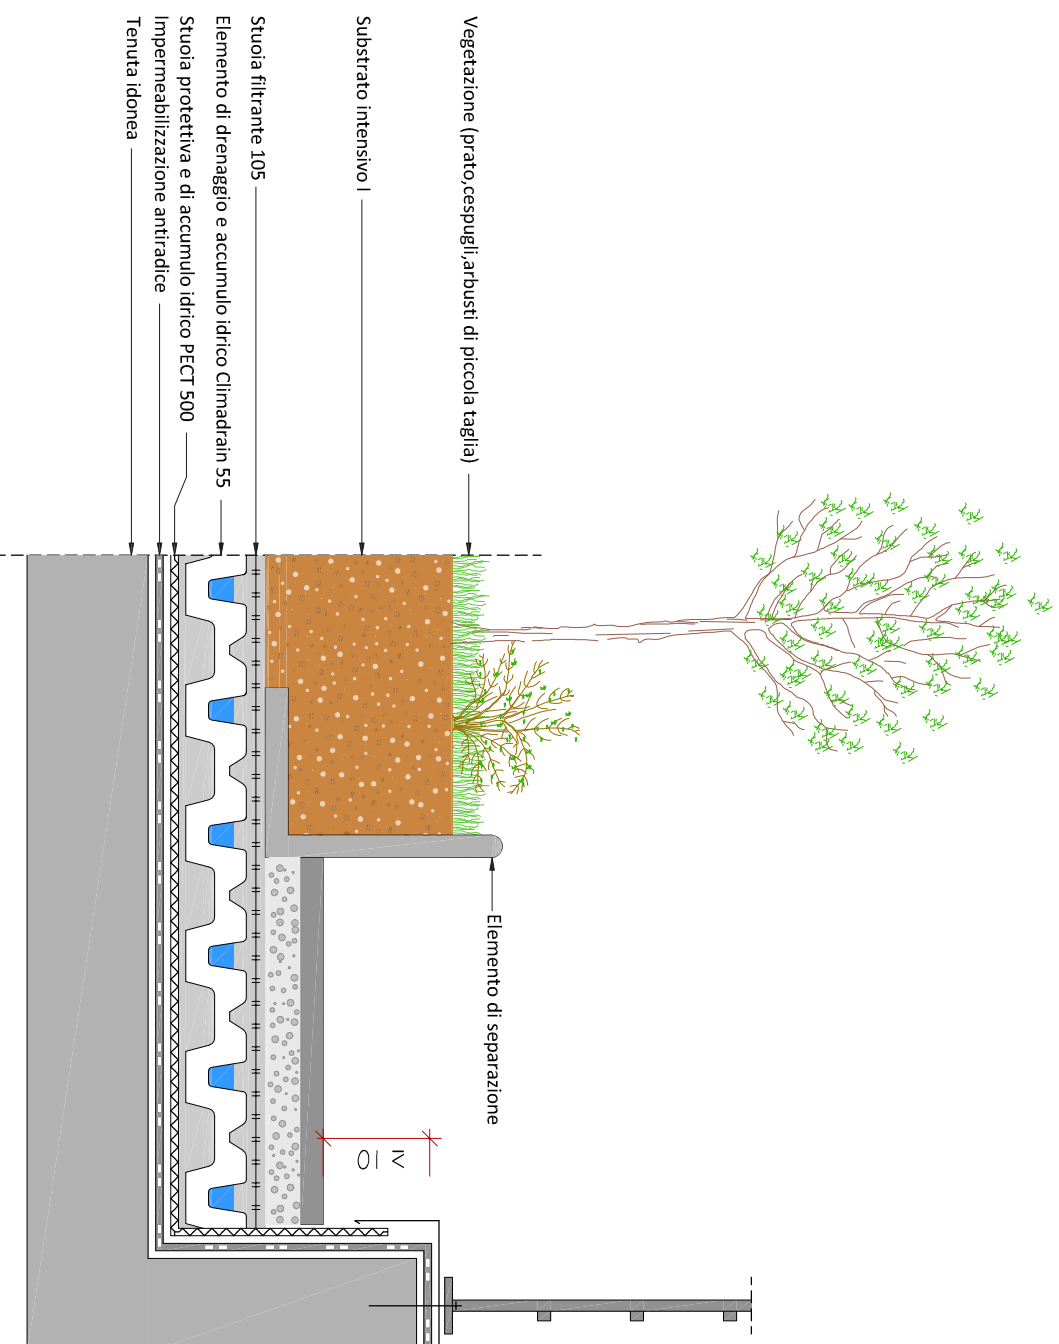 Vegetazione (prato,cespugli,arbusti di piccola taglia)
Substrato intensivo I
Stuoia filtrante 105
Elemento di drenaggio e accumulo idrico Climadrain 55
Stuoia protettiva e di accumulo idrico PECT 500
Impermeabilizzazione antiradice
Tenuta idonea
Elemento di separazione
≥ 10